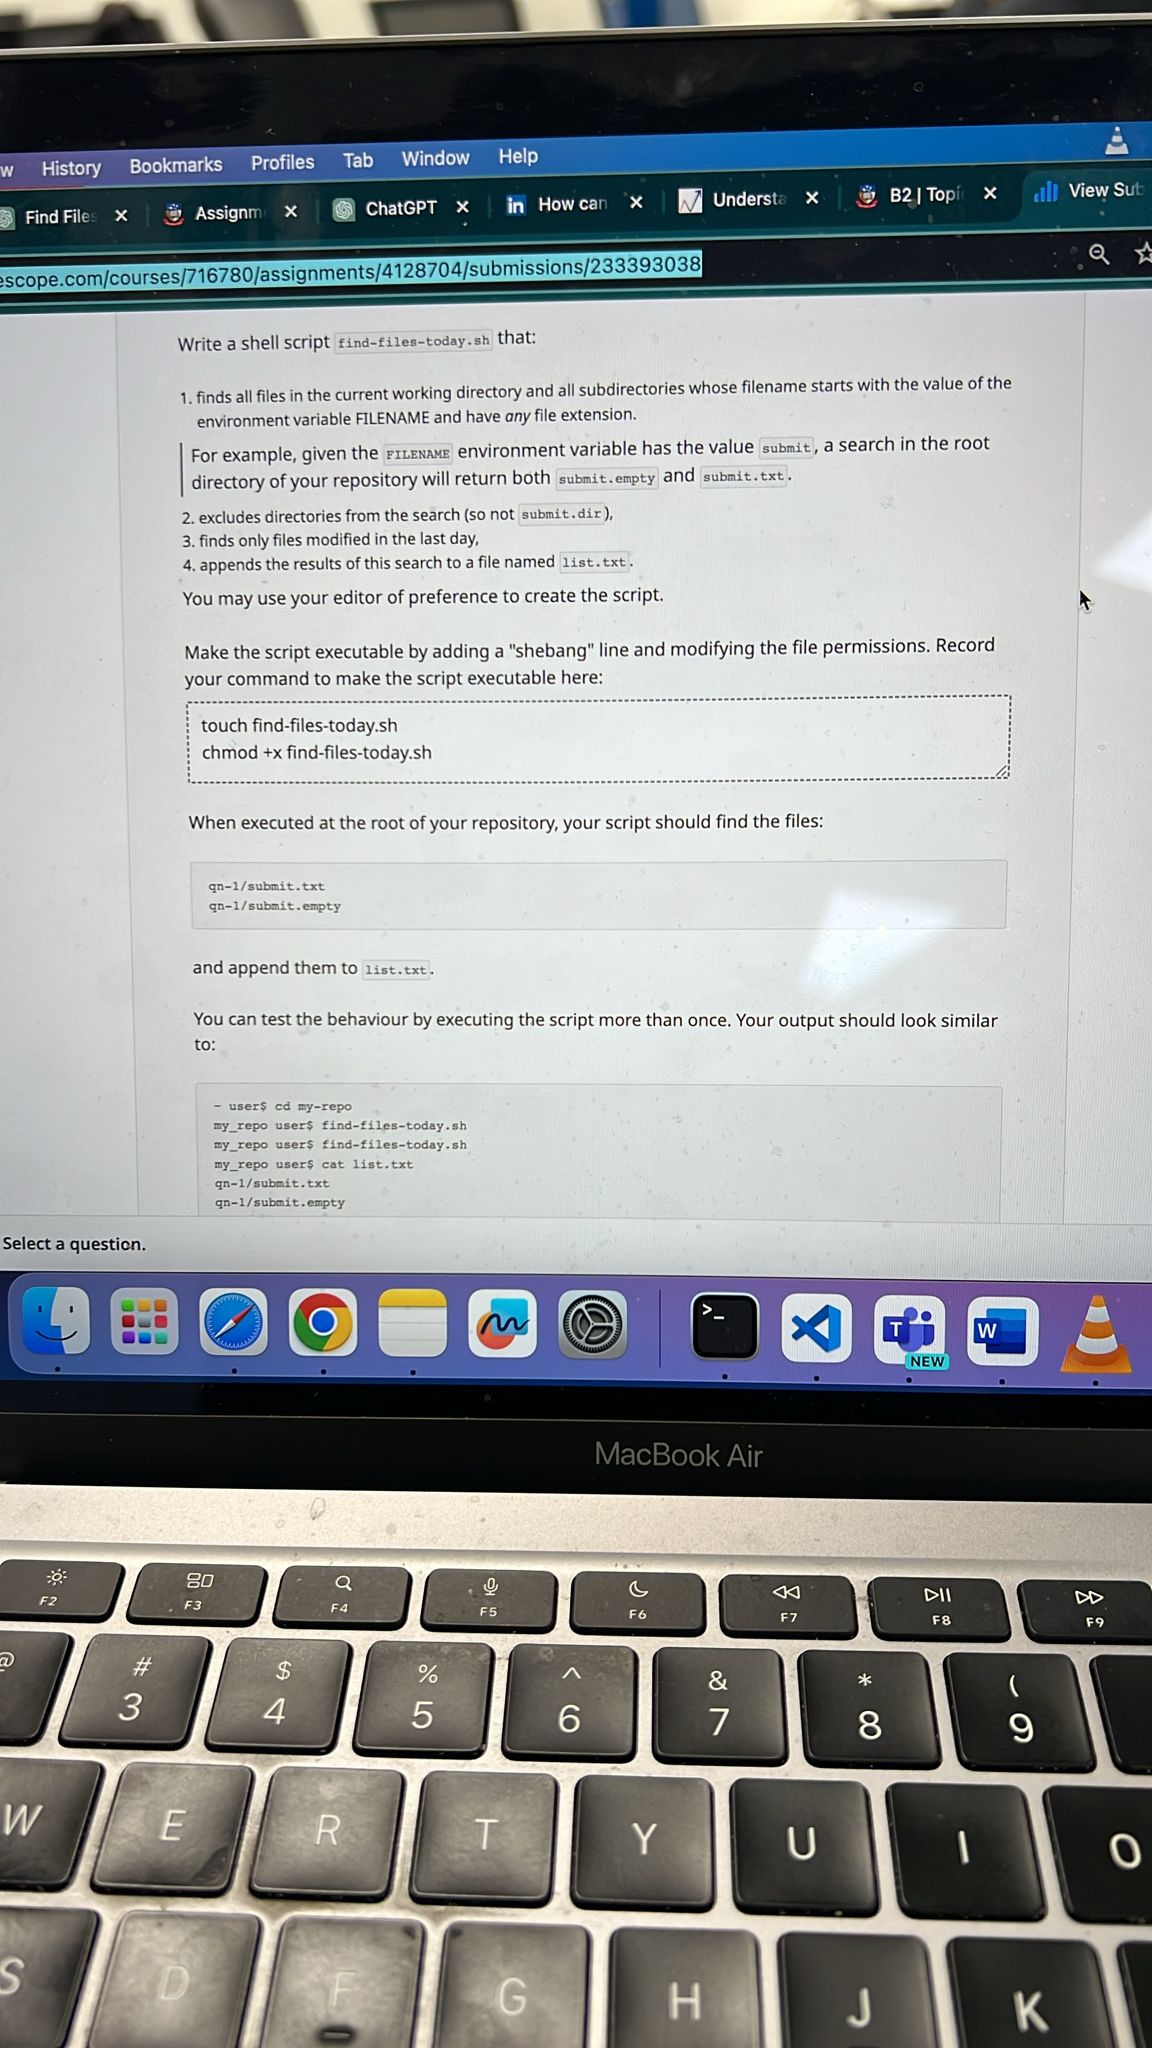 w History Bookmarks Profiles Tab Window Help
Find Files Assignm ChatGPT in How can Understa B2 | Topi View Sub
escope.com/courses/716780/assignments/4128704/submissions/233393038
Write a shell script find-files-today.sh that:
1. finds all files in the current working directory and all subdirectories whose filename starts with the value of the
environment variable FILENAME and have any file extension.
For example, given the FILENAME environment variable has the value submit, a search in the root
directory of your repository will return both submit.empty and submit.txt.
2. excludes directories from the search (so not submit.dir),
3. finds only files modified in the last day,
4. appends the results of this search to a file named list.txt.
You may use your editor of preference to create the script.
Make the script executable by adding a "shebang" line and modifying the file permissions. Record
your command to make the script executable here:
touch find-files-today.sh
chmod +x find-files-today.sh
When executed at the root of your repository, your script should find the files:
qn-1/submit.txt
qn-1/submit.empty
and append them to list.txt.
You can test the behaviour by executing the script more than once. Your output should look similar
to:
~ user$ cd my-repo
my_repo user$ find-files-today.sh
my_repo user$ find-files-today.sh
my_repo user$ cat list.txt
qn-1/submit.txt
qn-1/submit.empty
Select a question.
>_ T W
NEW
MacBook Air
F2 F3 F4 F5 F6 F7 F8 F9
@ # $ % ^ & * (
3 4 5 6 7 8 9
W E R T Y U I O
S D F G H J K